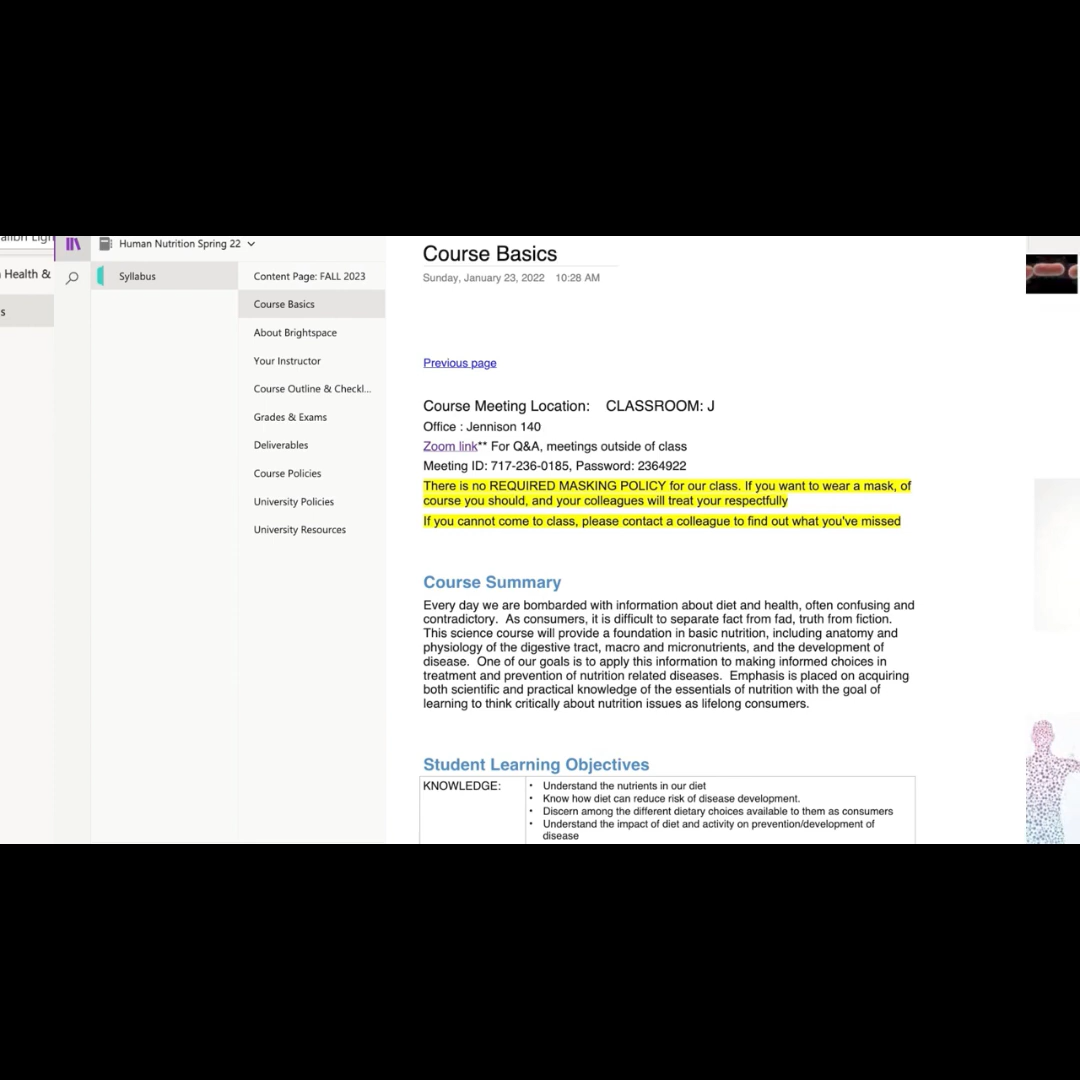 Human Nutrition Spring 22
Health &
s
Syllabus
Content Page: FALL 2023
Course Basics
About Brightspace
Your Instructor
Course Outline & Checkl...
Grades & Exams
Deliverables
Course Policies
University Policies
University Resources
Course Basics
Sunday, January 23, 2022 10:28 AM
Previous page
Course Meeting Location: CLASSROOM: J
Office : Jennison 140
Zoom link** For Q&A, meetings outside of class
Meeting ID: 717-236-0185, Password: 2364922
There is no REQUIRED MASKING POLICY for our class. If you want to wear a mask, of
course you should, and your colleagues will treat your respectfully
If you cannot come to class, please contact a colleague to find out what you've missed
Course Summary
Every day we are bombarded with information about diet and health, often confusing and
contradictory. As consumers, it is difficult to separate fact from fad, truth from fiction.
This science course will provide a foundation in basic nutrition, including anatomy and
physiology of the digestive tract, macro and micronutrients, and the development of
disease. One of our goals is to apply this information to making informed choices in
treatment and prevention of nutrition related diseases. Emphasis is placed on acquiring
both scientific and practical knowledge of the essentials of nutrition with the goal of
learning to think critically about nutrition issues as lifelong consumers.
Student Learning Objectives
KNOWLEDGE:
• Understand the nutrients in our diet
• Know how diet can reduce risk of disease development.
• Discern among the different dietary choices available to them as consumers
• Understand the impact of diet and activity on prevention/development of
disease